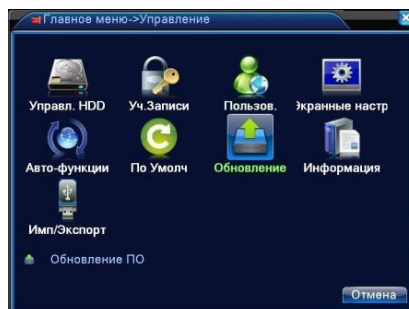 Главное меню->Управление
Управл. HDD Уч.Записи Пользов. Экранные настр
Авто-функции По Умолч Обновление Информация
Имп/Экспорт
Обновление ПО
Отмена